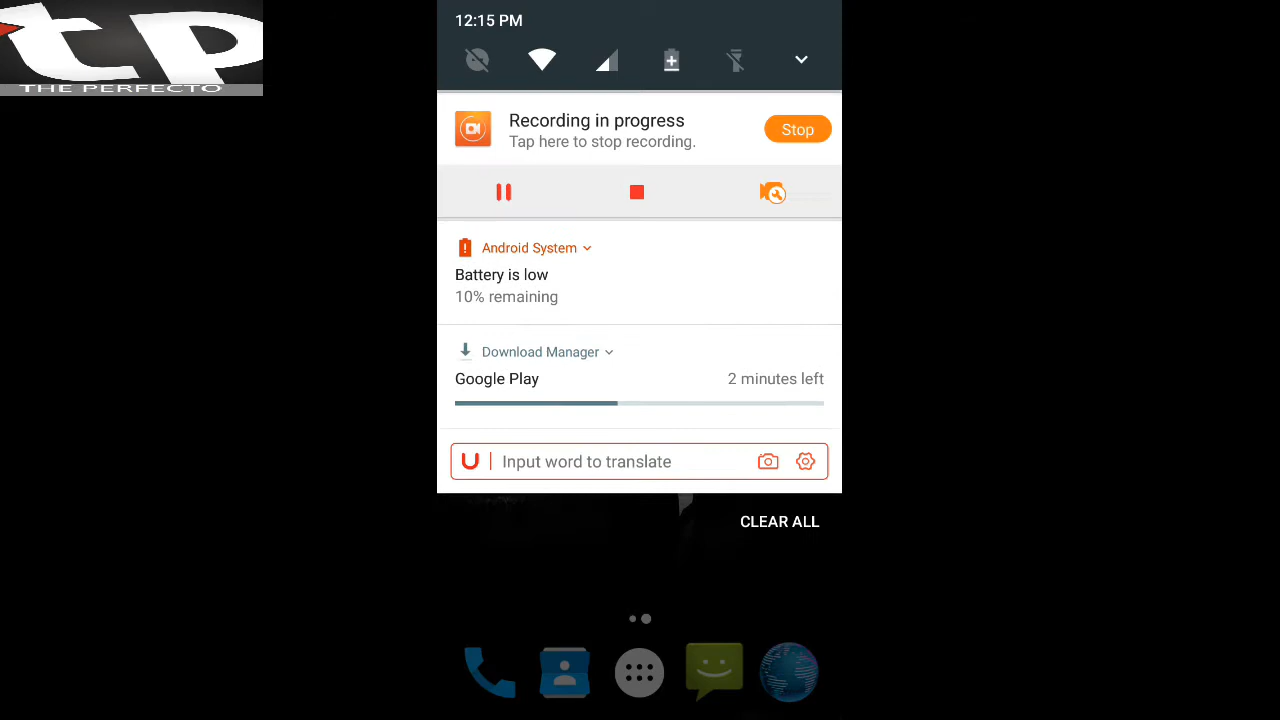 tp
THE PERFECTO
12:15 PM
Recording in progress
Tap here to stop recording.
Stop
Android System
Battery is low
10% remaining
Download Manager
Google Play
2 minutes left
Input word to translate
CLEAR ALL